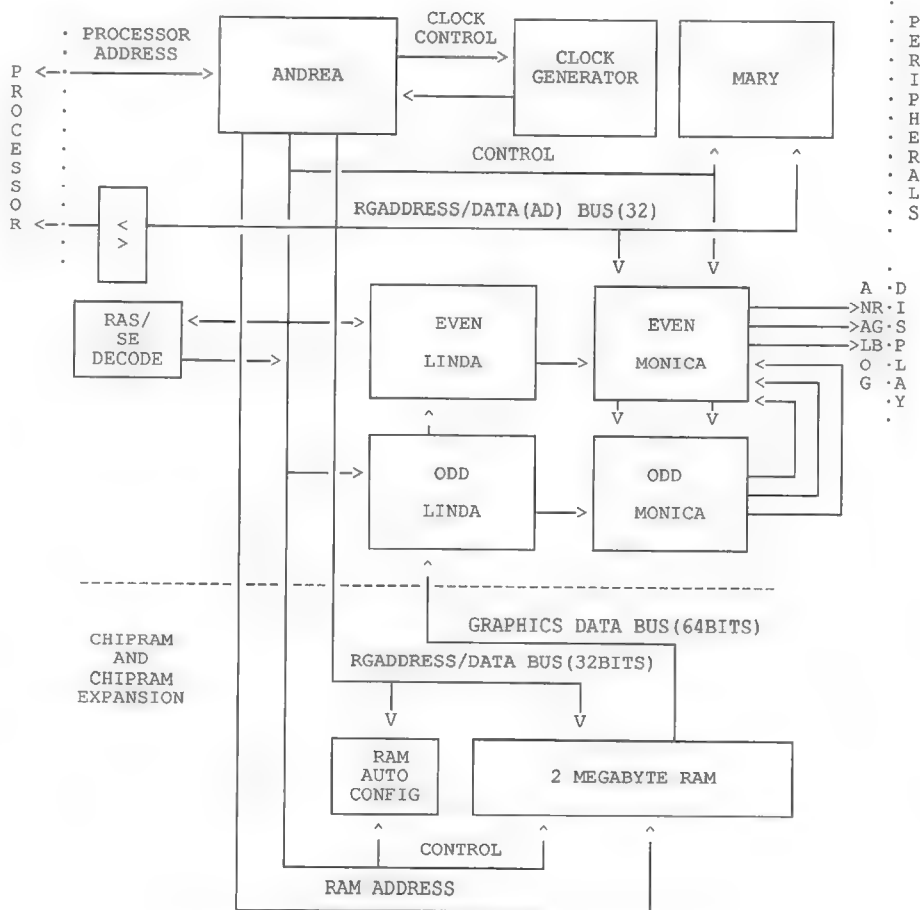 PROCESSOR
PROCESSOR
ADDRESS
ANDREA
CLOCK
CONTROL
CLOCK
GENERATOR
MARY
PERIPHERALS
CONTROL
RGADDRESS/DATA(AD) BUS(32)
<
>
RAS/
SE
DECODE
EVEN
LINDA
EVEN
MONICA
ANALOG
R
G
B
DISPLAY
ODD
LINDA
ODD
MONICA
CHIPRAM
AND
CHIPRAM
EXPANSION
GRAPHICS DATA BUS(64BITS)
RGADDRESS/DATA BUS(32BITS)
RAM
AUTO
CONFIG
2 MEGABYTE RAM
CONTROL
RAM ADDRESS